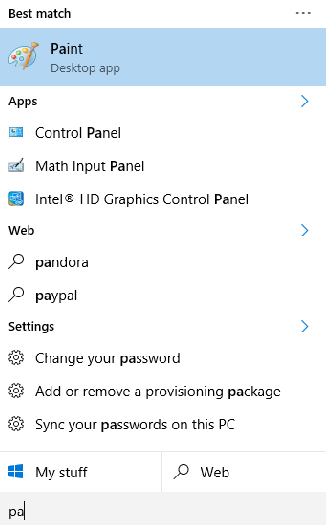 Best match
Paint
Desktop app
Apps
Control Panel
Math Input Panel
Intel® HD Graphics Control Panel
Web
pandora
paypal
Settings
Change your password
Add or remove a provisioning package
Sync your passwords on this PC
My stuff
Web
pa